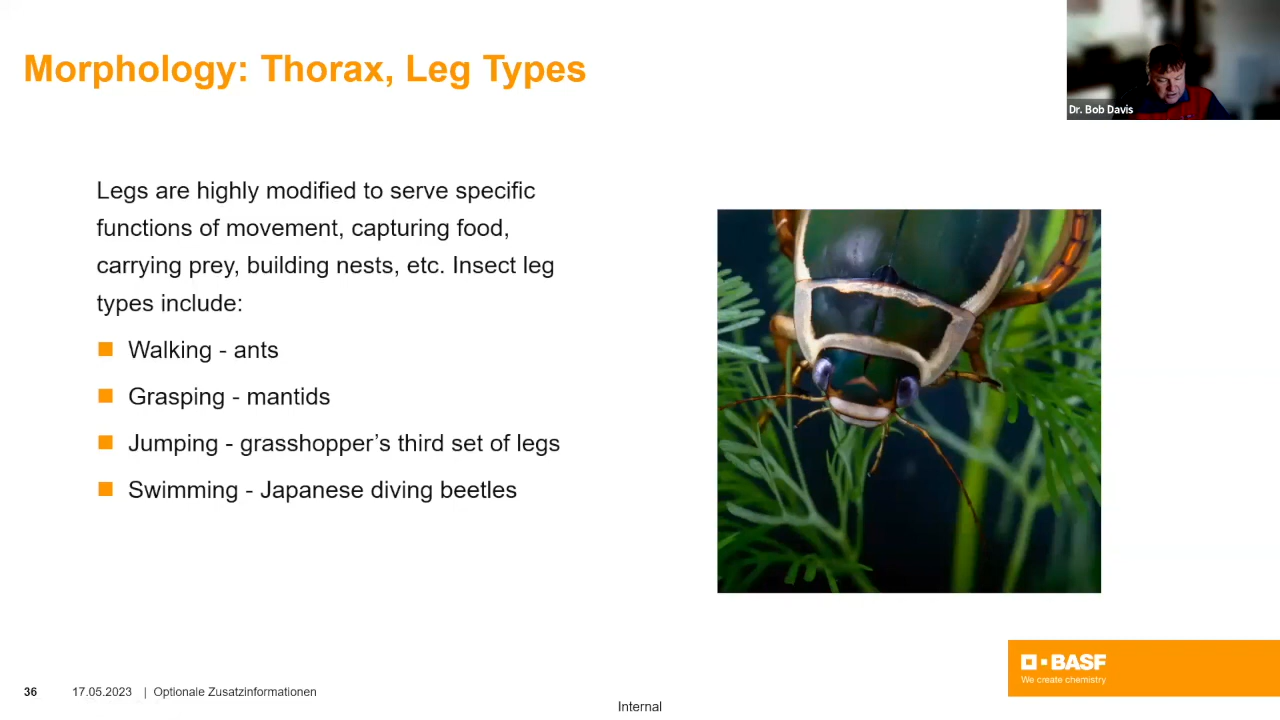 Morphology: Thorax, Leg Types
Dr. Bob Davis
Legs are highly modified to serve specific
functions of movement, capturing food,
carrying prey, building nests, etc. Insect leg
types include:
Walking - ants
Grasping - mantids
Jumping - grasshopper’s third set of legs
Swimming - Japanese diving beetles
BASF
We create chemistry
36 17.05.2023 | Optionale Zusatzinformationen
Internal